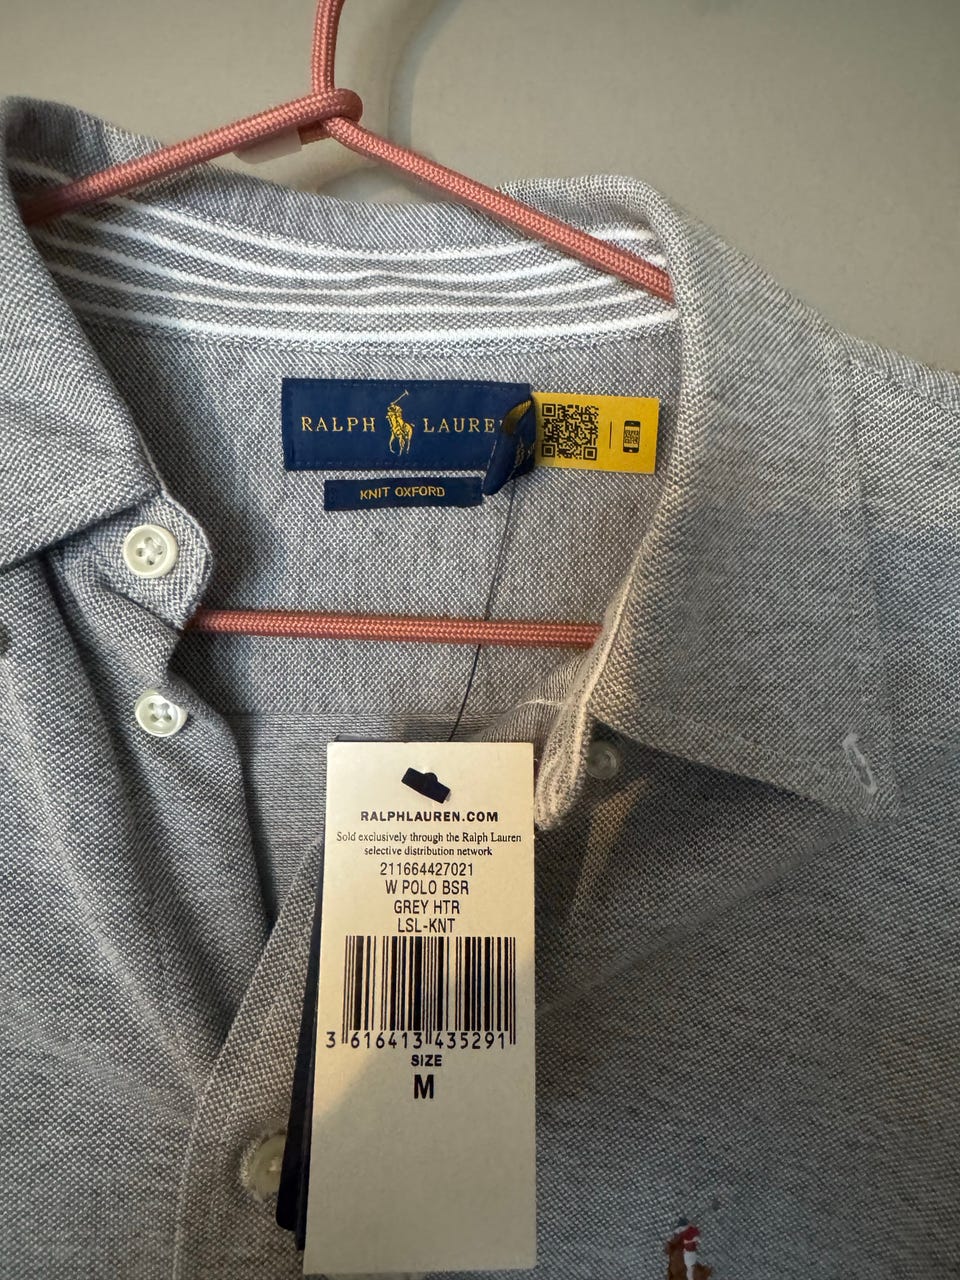 RALPH LAURE
KNIT OXFORD
RALPHLAUREN.COM
Sold exclusively through the Ralph Lauren
selective distribution network
211664427021
W POLO BSR
GREY HTR
LSL-KNT
3 616413 435291
SIZE
M